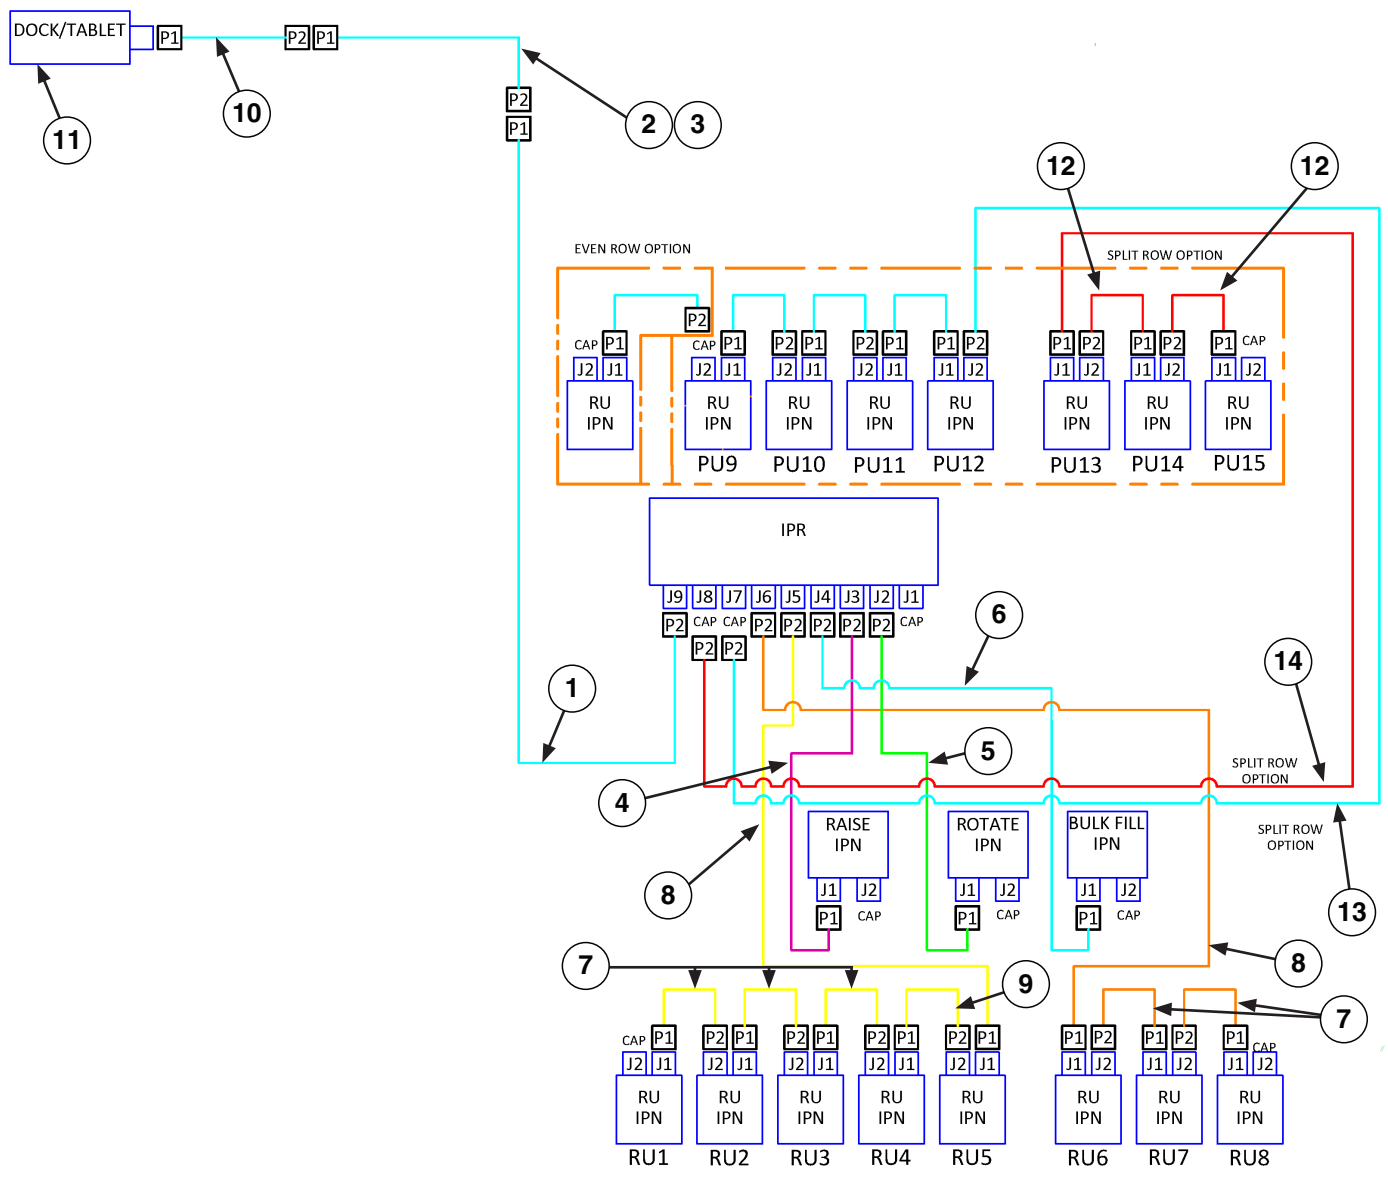 DOCK/TABLET
P1
P2
P1
10
11
P2
P1
2
3
12
12
EVEN ROW OPTION
SPLIT ROW OPTION
P2
CAP
P1
CAP
P1
P2
P1
P2
P1
P1
P2
P1
P2
P1
P2
P1
CAP
J2
J1
J2
J1
J2
J1
J2
J1
J1
J2
J1
J2
J1
J2
J1
J2
RU
IPN
RU
IPN
RU
IPN
RU
IPN
RU
IPN
RU
IPN
RU
IPN
RU
IPN
PU9
PU10
PU11
PU12
PU13
PU14
PU15
IPR
J9
J8
J7
J6
J5
J4
J3
J2
J1
P2
CAP
CAP
P2
P2
P2
P2
P2
CAP
P2
P2
6
14
1
5
4
SPLIT ROW
OPTION
SPLIT ROW
OPTION
RAISE
IPN
ROTATE
IPN
BULK FILL
IPN
8
13
J1
J2
J1
J2
J1
J2
P1
CAP
P1
CAP
P1
CAP
7
8
9
7
CAP
P1
P2
P1
P2
P1
P2
P1
P2
P1
P1
P2
P1
P2
P1
CAP
J2
J1
J2
J1
J2
J1
J2
J1
J2
J1
J1
J2
J1
J2
J1
J2
RU
IPN
RU
IPN
RU
IPN
RU
IPN
RU
IPN
RU
IPN
RU
IPN
RU
IPN
RU1
RU2
RU3
RU4
RU5
RU6
RU7
RU8